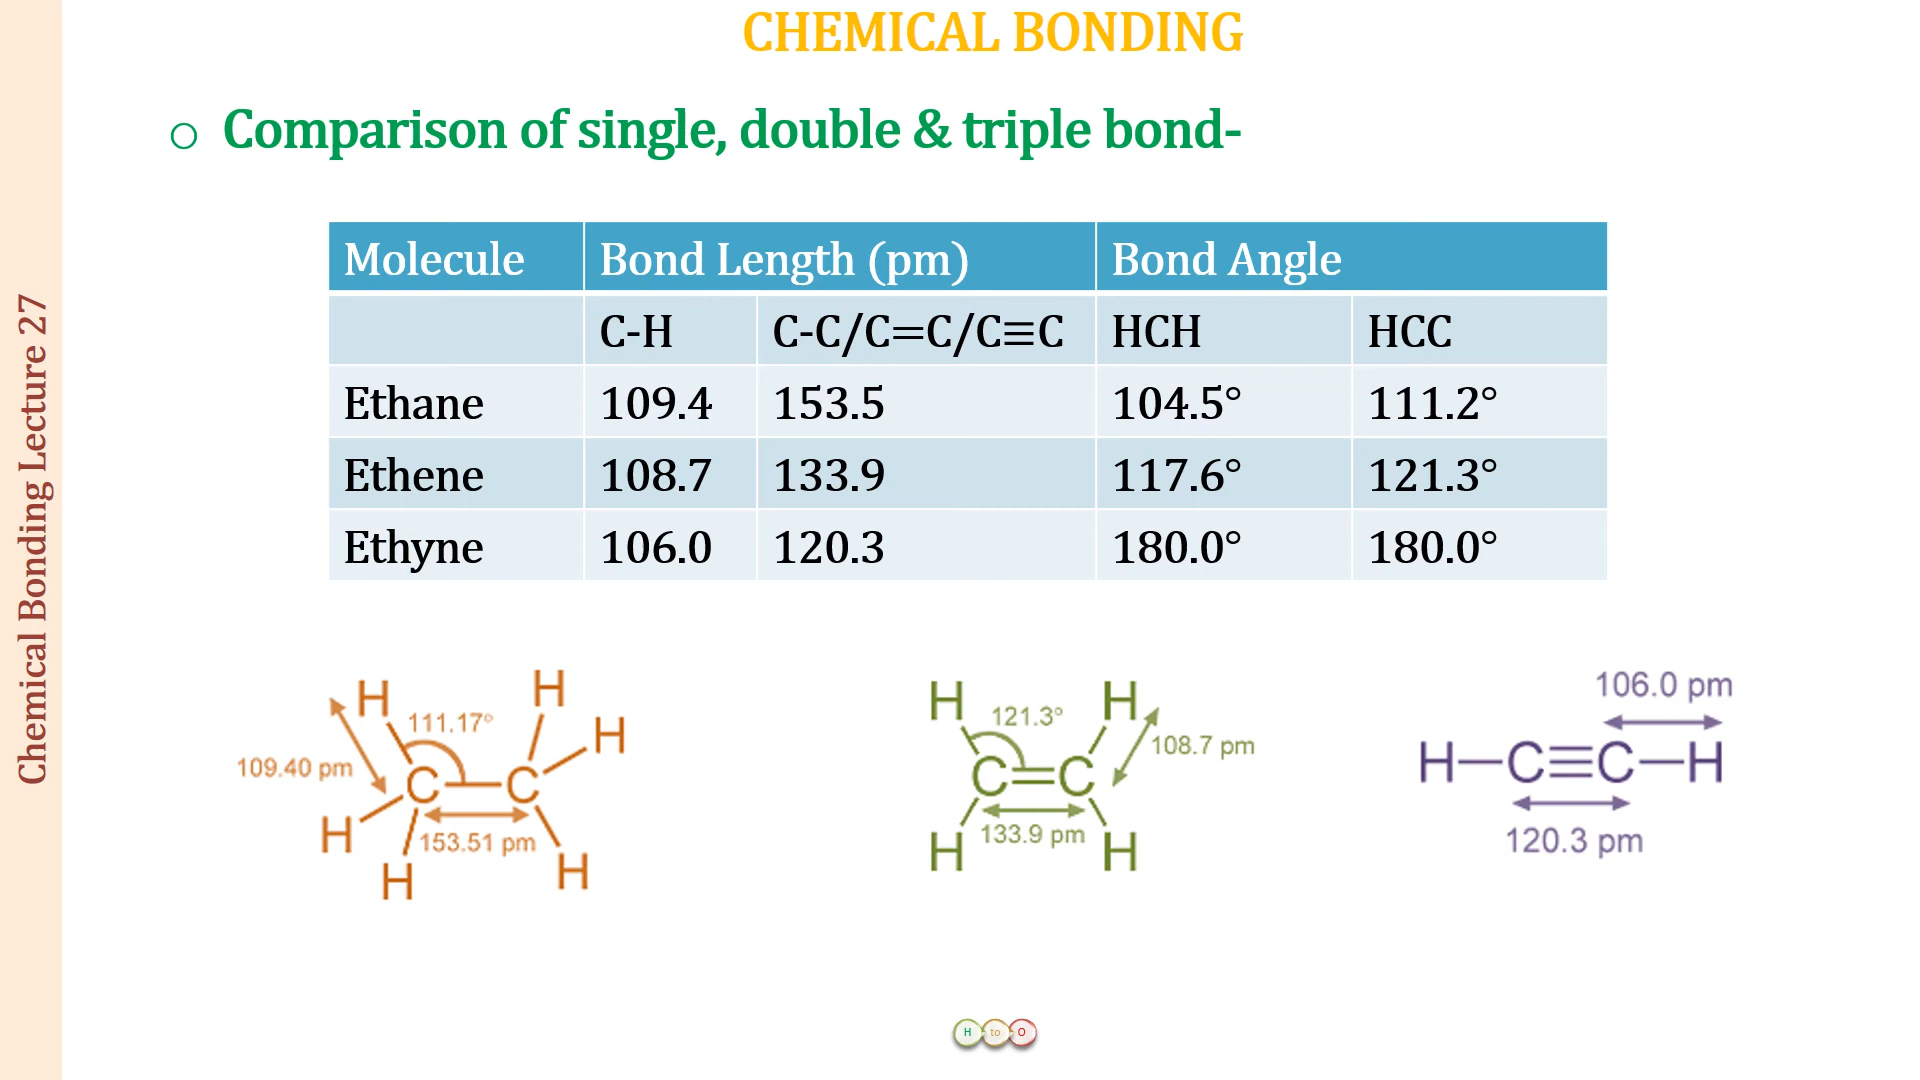 CHEMICAL BONDING
Chemical Bonding Lecture 27
o Comparison of single, double & triple bond-
Molecule Bond Length (pm) Bond Angle
C-H C-C/C=C/C≡C HCH HCC
Ethane 109.4 153.5 104.5° 111.2°
Ethene 108.7 133.9 117.6° 121.3°
Ethyne 106.0 120.3 180.0° 180.0°
H H
111.17° H
109.40 pm
C C
H 153.51 pm
H H
H H
121.3°
108.7 pm
C=C
133.9 pm
H H
106.0 pm
H—C≡C—H
120.3 pm
H to O